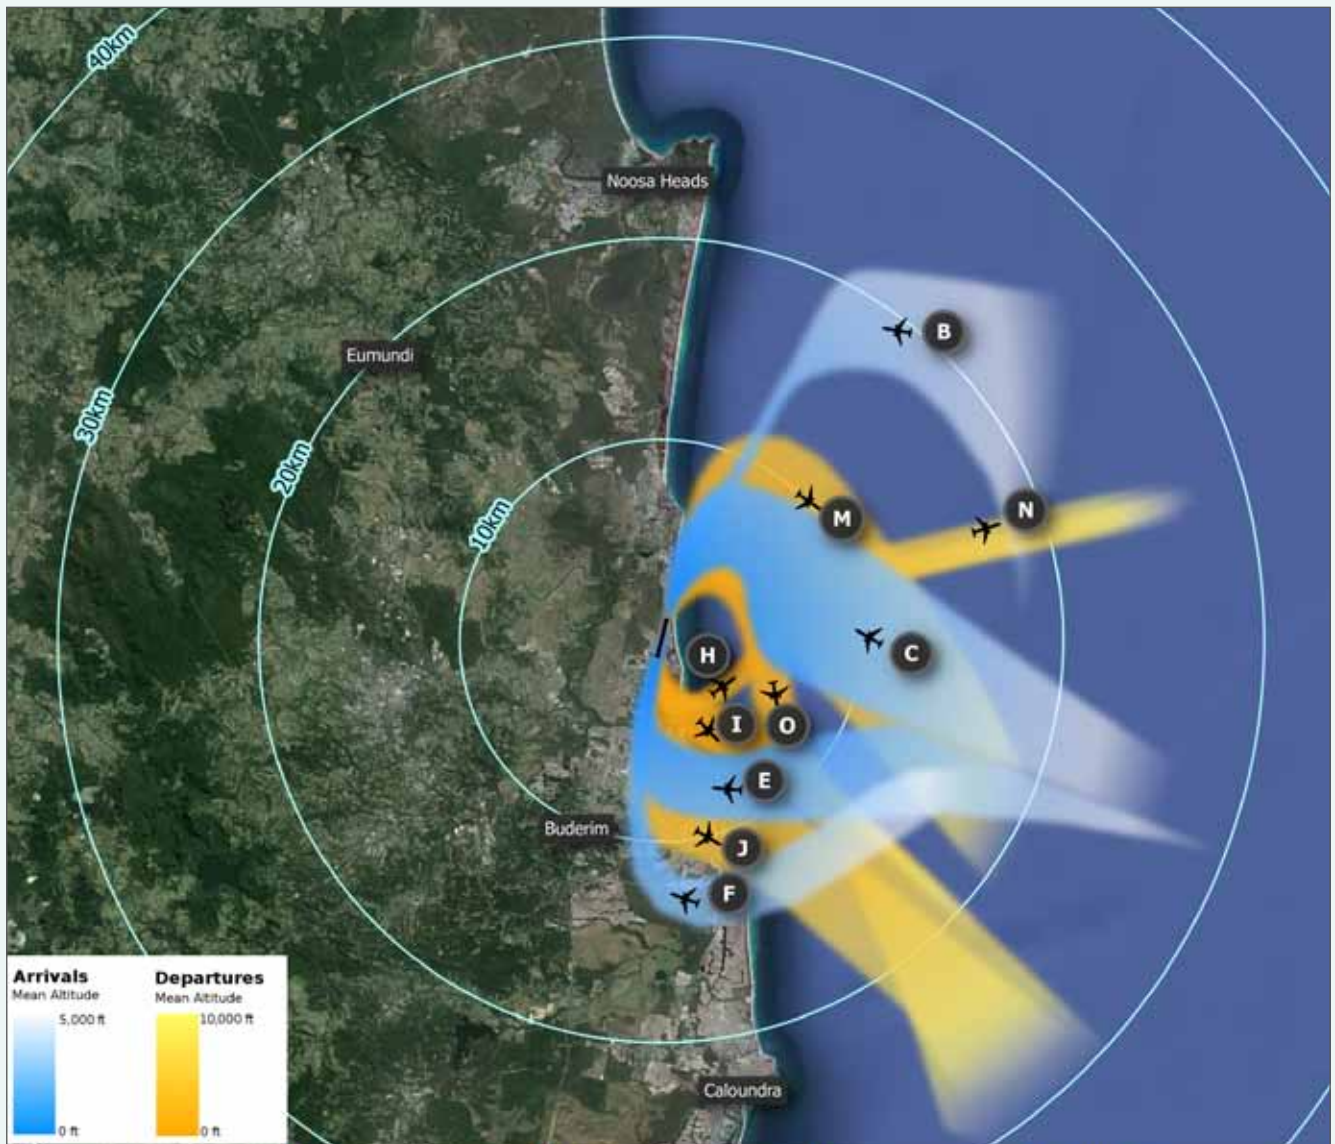 40km
Noosa Heads
B
Eumundi
30km
20km
10km
N
M
H
C
I
O
E
Buderim
J
F
Arrivals
Mean Altitude
5,000 ft
0 ft
Departures
Mean Altitude
10,000 ft
0 ft
Caloundra